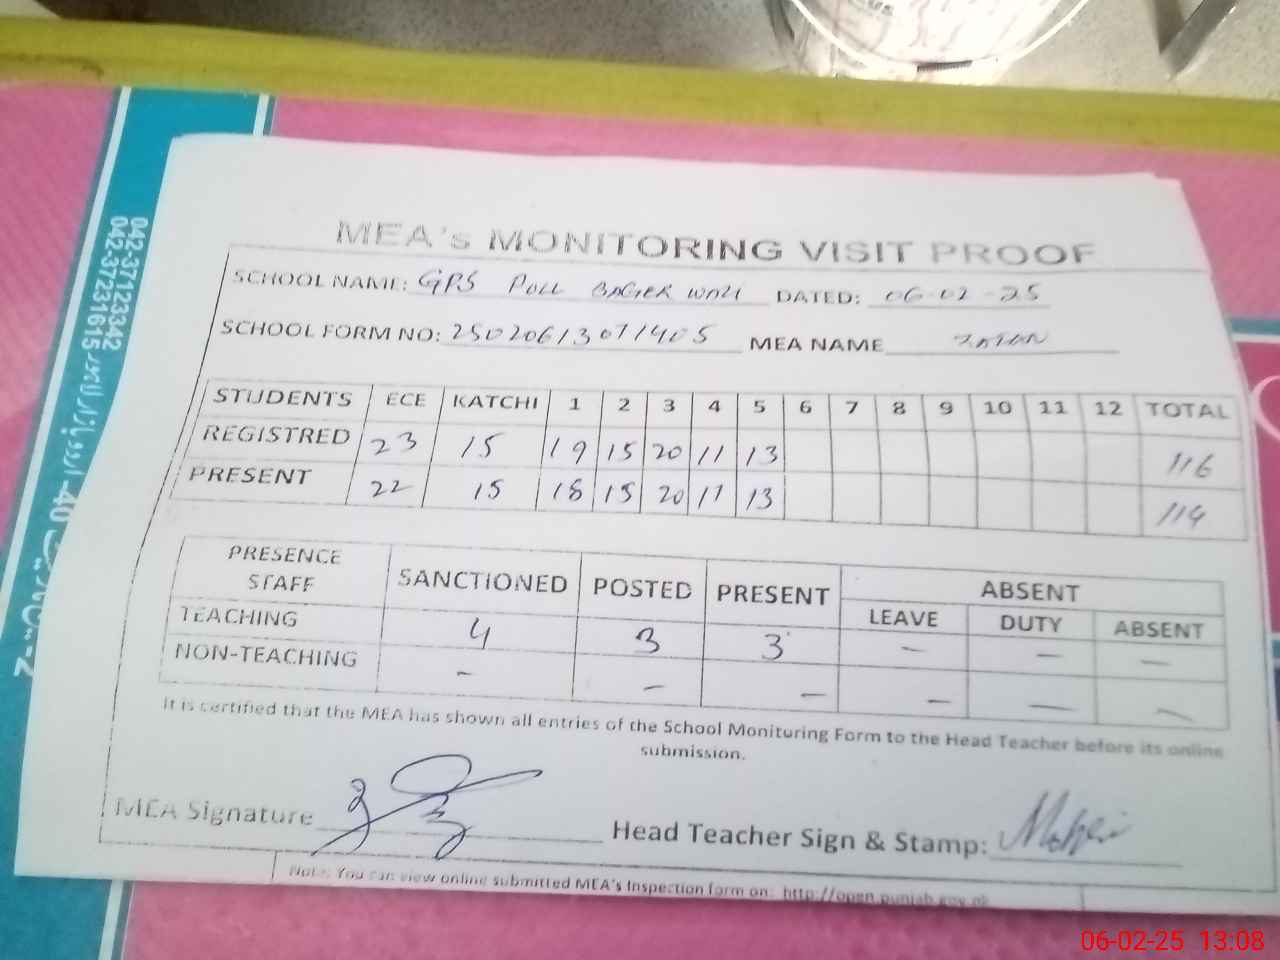 042-37123342
042-37231615
MEA's MONITORING VISIT PROOF
SCHOOL NAME: GPS PULL BAGER WALI DATED: 06-02-25
SCHOOL FORM NO: 25020613071405 MEA NAME
STUDENTS ECE KATCHI 1 2 3 4 5 6 7 8 9 10 11 12 TOTAL
REGISTRED 23 15 19 15 20 11 13 116
PRESENT 22 15 18 15 20 11 13 114
PRESENCE STAFF SANCTIONED POSTED PRESENT ABSENT
LEAVE DUTY ABSENT
TEACHING 4 3 3 — — —
NON-TEACHING — — — — — —
It is certified that the MEA has shown all entries of the School Monitoring Form to the Head Teacher before its online
submission.
MEA Signature
Head Teacher Sign & Stamp:
Note: You can view online submitted MEA's Inspection form on: http://open.punjab.gov.pk
06-02-25 13:08